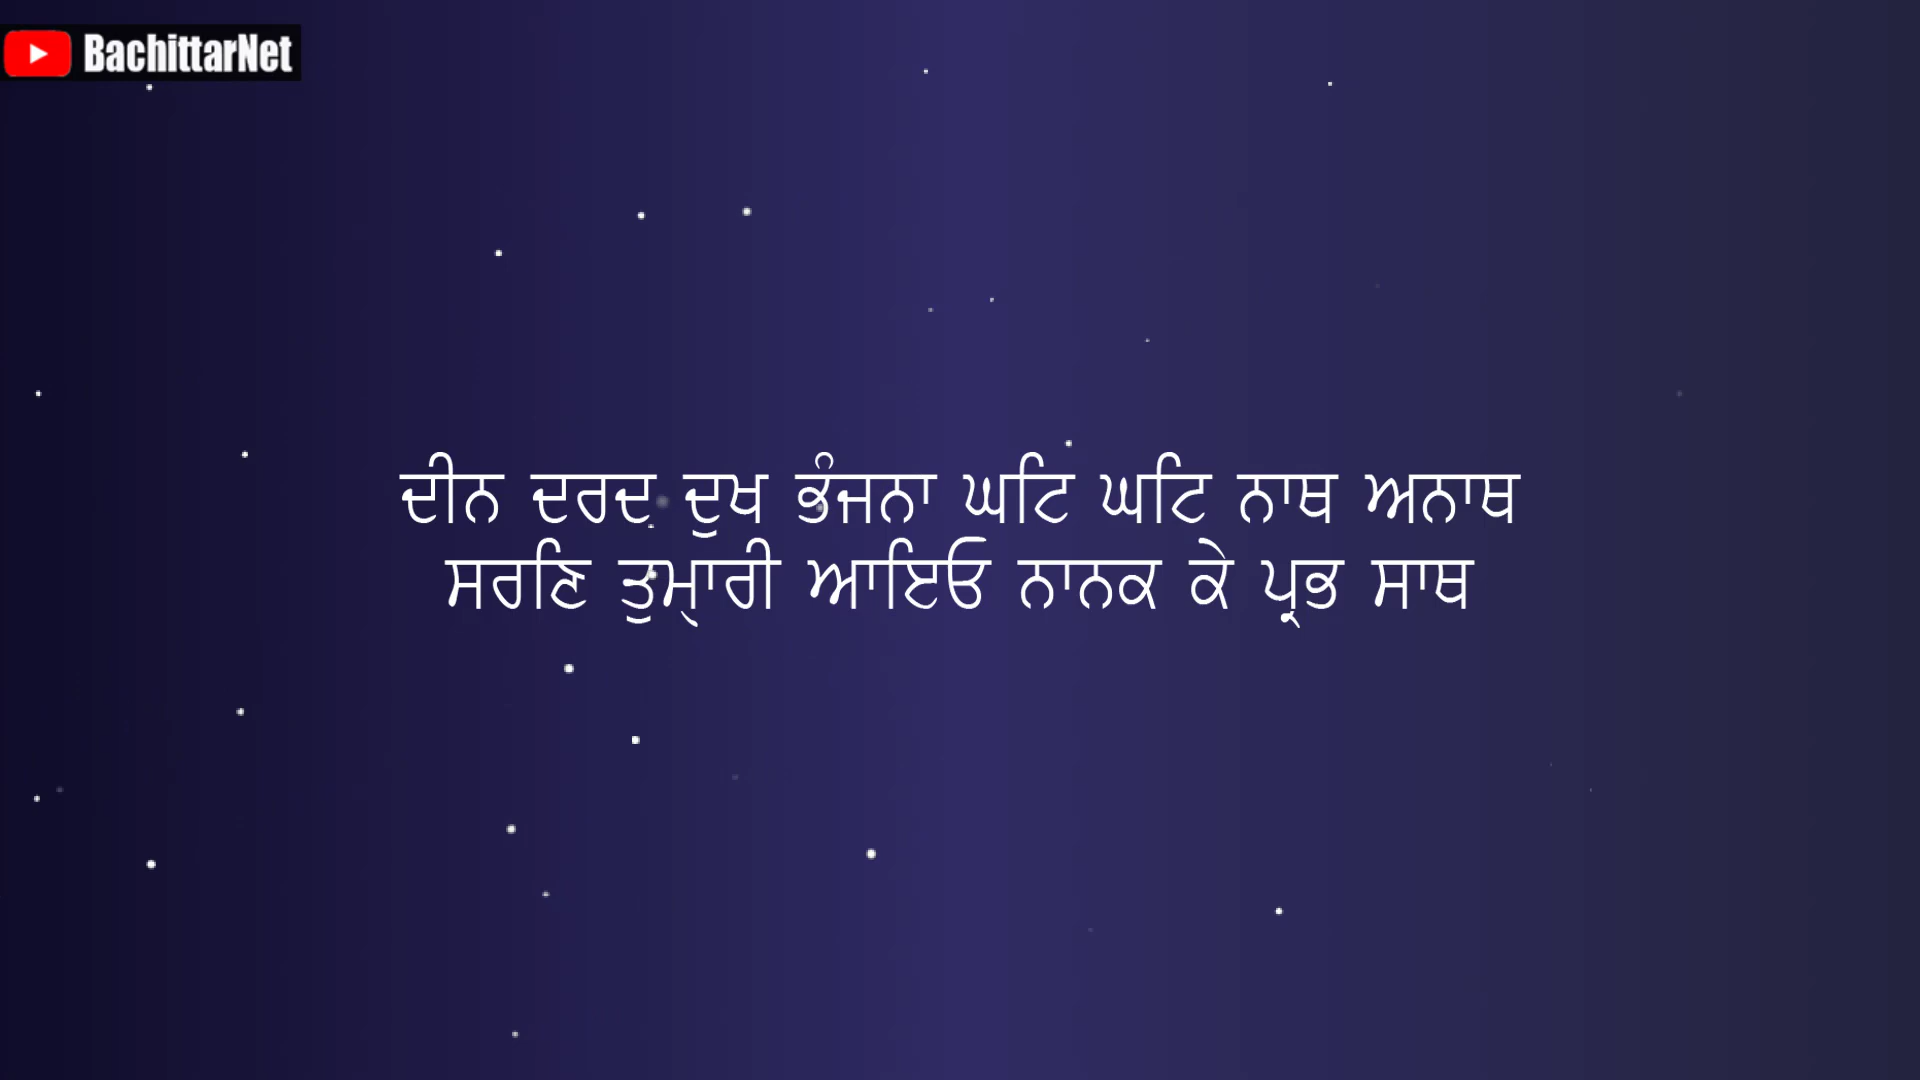 BachittarNet
ਦੀਨ ਦਰਦ ਦੁਖ ਭੰਜਨਾ ਘਟਿ ਘਟਿ ਨਾਥ ਅਨਾਥ
ਸਰਣਿ ਤੁਮ੍ਹਾਰੀ ਆਇਓ ਨਾਨਕ ਕੇ ਪ੍ਰਭ ਸਾਥ